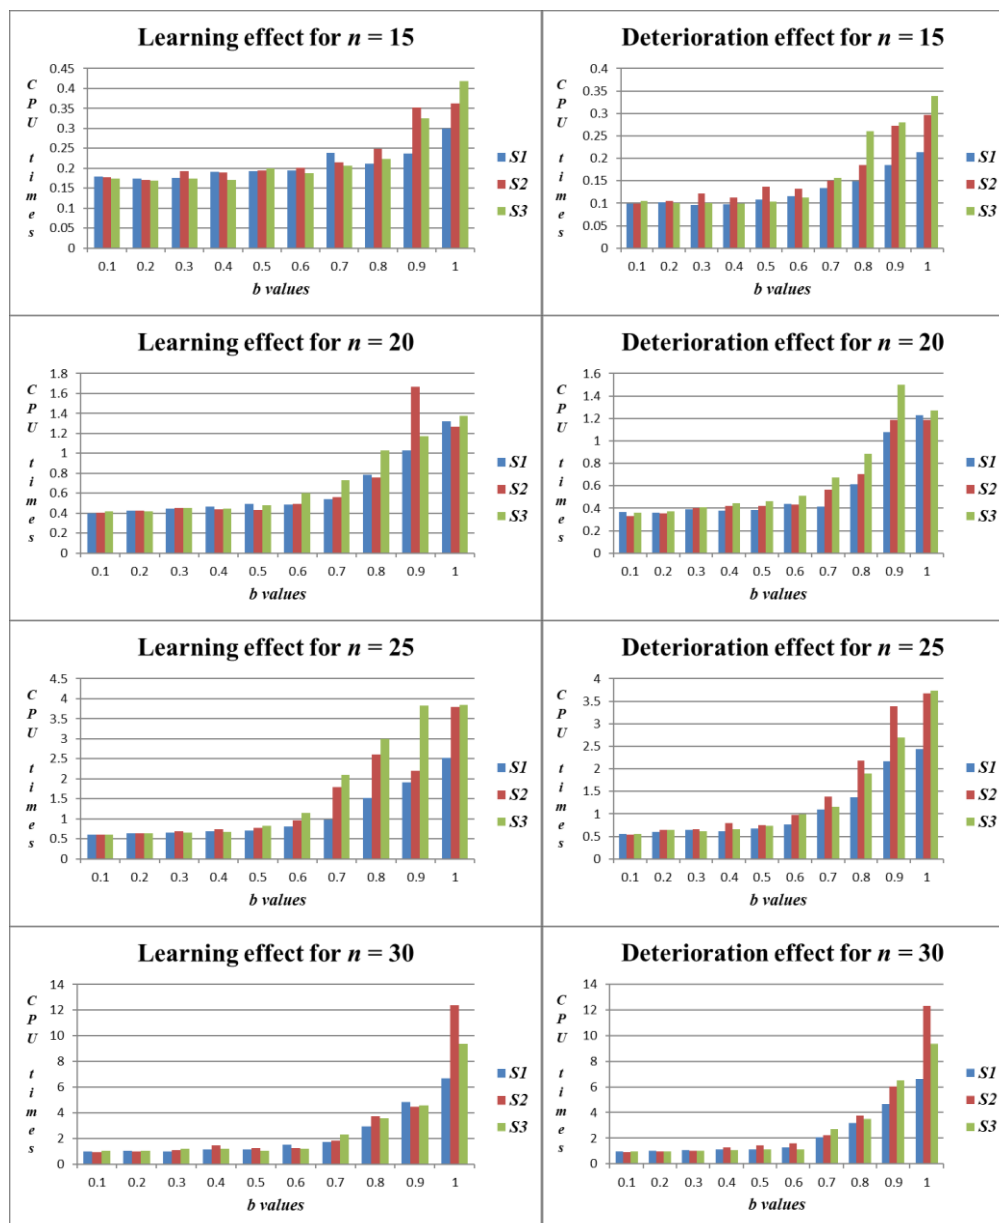 Learning effect for n = 15
CPU times
0.45
0.4
0.35
0.3
0.25
0.2
0.15
0.1
0.05
0
0.1 0.2 0.3 0.4 0.5 0.6 0.7 0.8 0.9 1
b values
S1
S2
S3
Deterioration effect for n = 15
CPU times
0.4
0.35
0.3
0.25
0.2
0.15
0.1
0.05
0
0.1 0.2 0.3 0.4 0.5 0.6 0.7 0.8 0.9 1
b values
S1
S2
S3
Learning effect for n = 20
CPU times
1.8
1.6
1.4
1.2
1
0.8
0.6
0.4
0.2
0
0.1 0.2 0.3 0.4 0.5 0.6 0.7 0.8 0.9 1
b values
S1
S2
S3
Deterioration effect for n = 20
CPU times
1.6
1.4
1.2
1
0.8
0.6
0.4
0.2
0
0.1 0.2 0.3 0.4 0.5 0.6 0.7 0.8 0.9 1
b values
S1
S2
S3
Learning effect for n = 25
CPU times
4.5
4
3.5
3
2.5
2
1.5
1
0.5
0
0.1 0.2 0.3 0.4 0.5 0.6 0.7 0.8 0.9 1
b values
S1
S2
S3
Deterioration effect for n = 25
CPU times
4
3.5
3
2.5
2
1.5
1
0.5
0
0.1 0.2 0.3 0.4 0.5 0.6 0.7 0.8 0.9 1
b values
S1
S2
S3
Learning effect for n = 30
CPU times
14
12
10
8
6
4
2
0
0.1 0.2 0.3 0.4 0.5 0.6 0.7 0.8 0.9 1
b values
S1
S2
S3
Deterioration effect for n = 30
CPU times
14
12
10
8
6
4
2
0
0.1 0.2 0.3 0.4 0.5 0.6 0.7 0.8 0.9 1
b values
S1
S2
S3